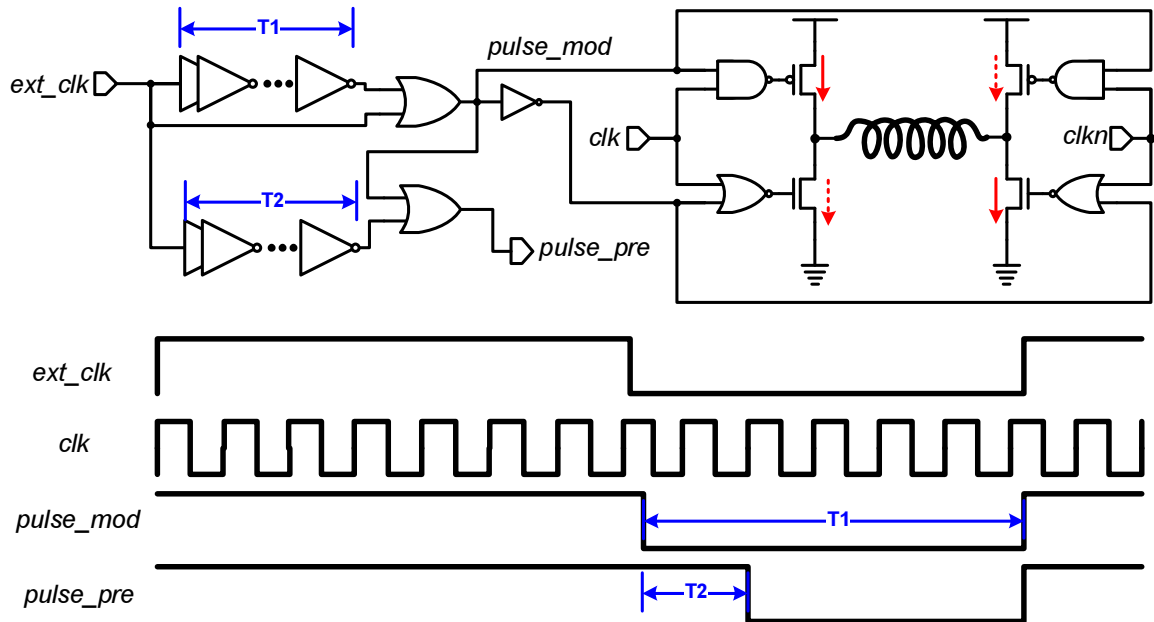 T1
pulse_mod
ext_clk
clk
clkn
T2
pulse_pre
ext_clk
clk
pulse_mod
T1
pulse_pre
T2